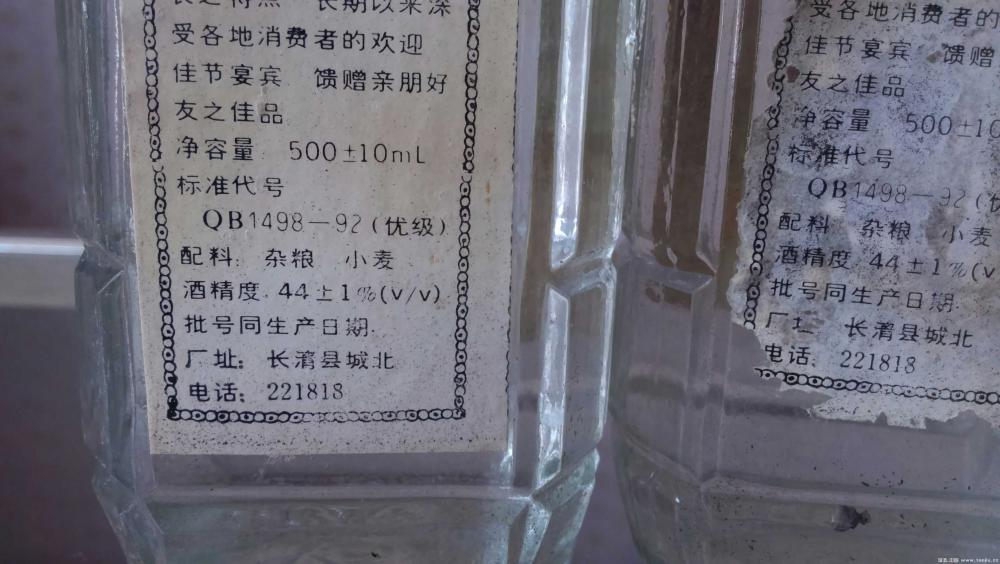 长期以来深
受各地消费者的欢迎
佳节宴宾 馈赠亲朋好
友之佳品
净容量 500±10mL
标准代号
QB1498—92(优级)
配料: 杂粮 小麦
酒精度.44±1%(v/v)
批号同生产日期.
厂址: 长清县城北
电话: 221818
受各地消费者的
佳节宴宾 馈赠
友之佳品
净容量 500±10
标准代号
QB1498—92(优
配料 杂粮 小麦
酒精度 44±1%(v
批号同生产日期.
厂址 县城北
电话: 221818